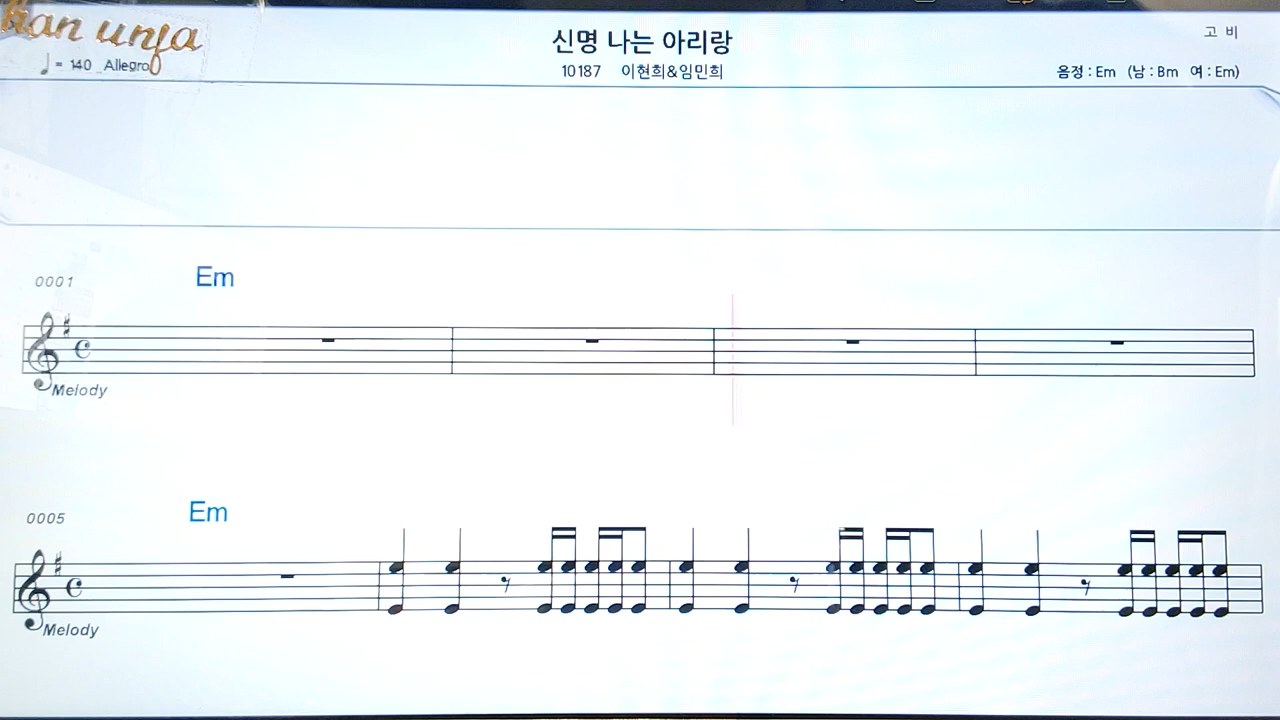 han unja
신명 나는 아리랑
고 비
♩ = 140 Allegro
10187 이현희&임민희
음정 : Em (남 : Bm 여 : Em)
0001
Em
Melody
0005
Em
Melody